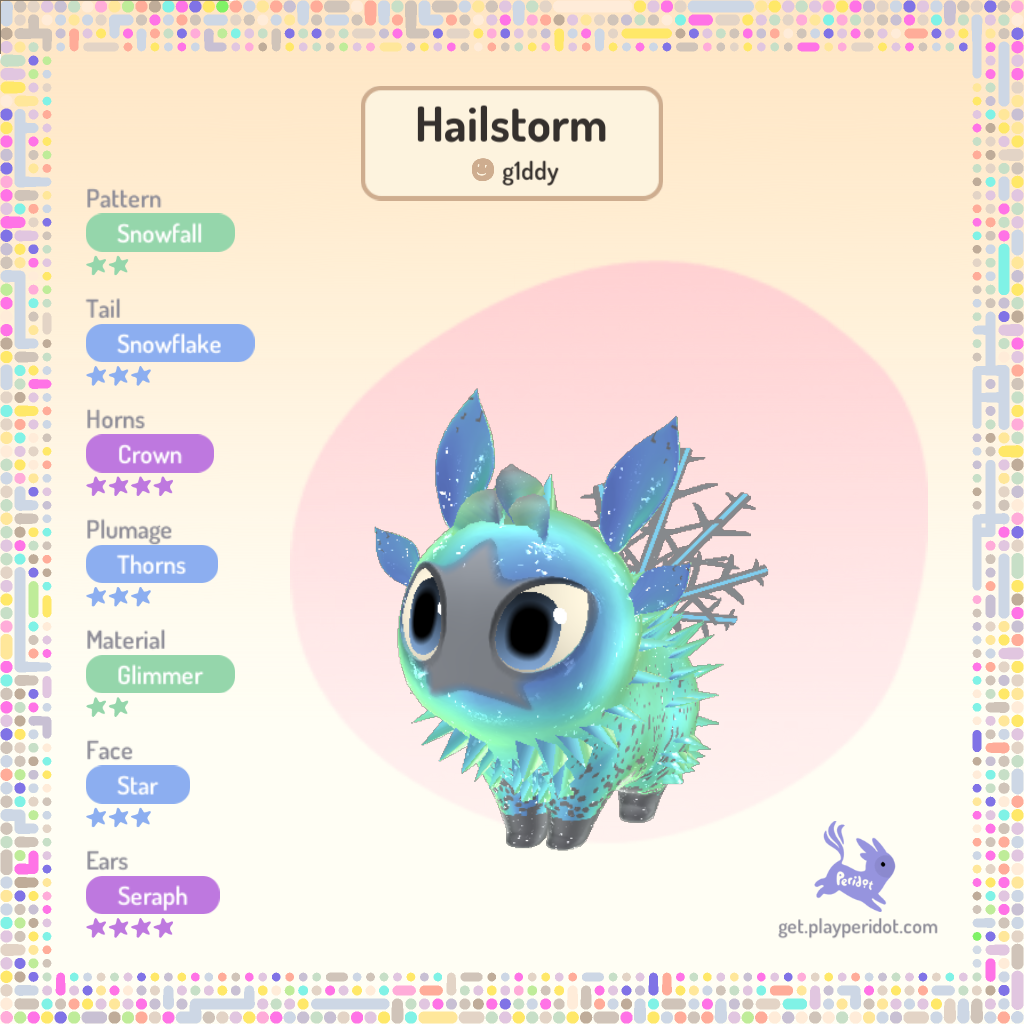 Hailstorm
g1ddy
Pattern
Snowfall
Tail
Snowflake
Horns
Crown
Plumage
Thorns
Material
Glimmer
Face
Star
Ears
Seraph
Peridot
get.playperidot.com